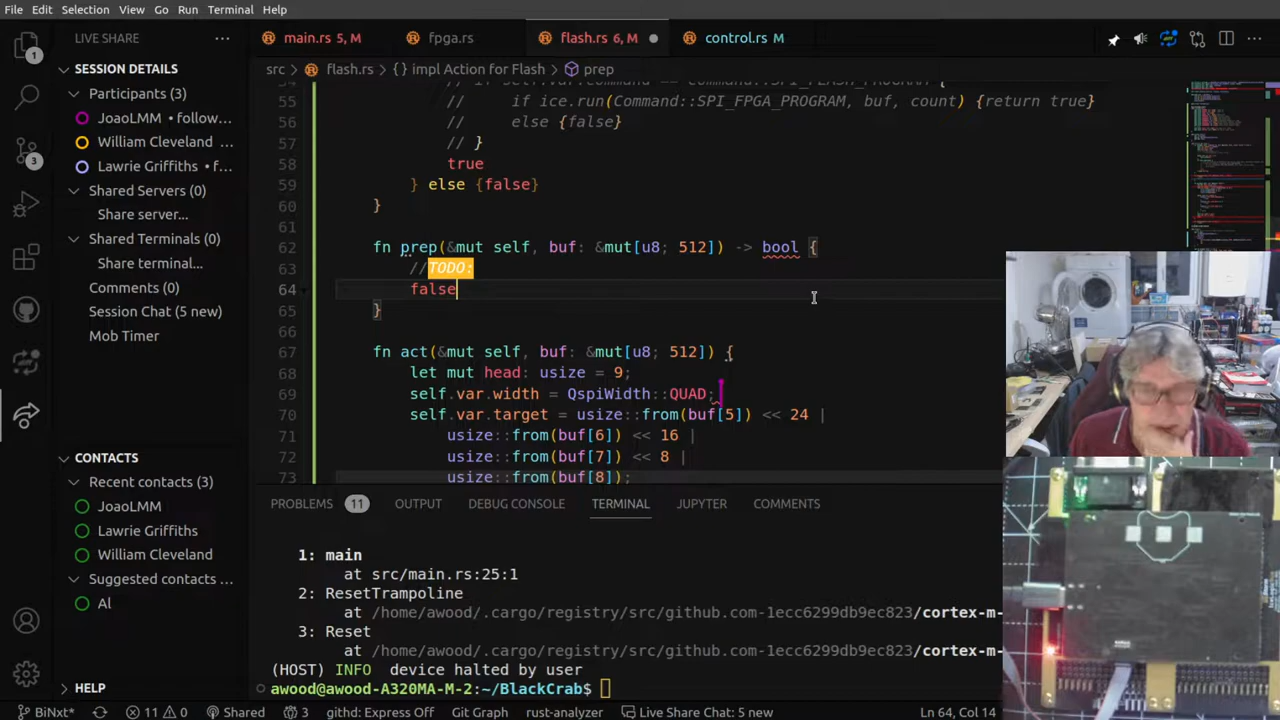 File Edit Selection View Go Run Terminal Help
LIVE SHARE
main.rs 5, M
fpga.rs
flash.rs 6, M
control.rs M
src > flash.rs > {} impl Action for Flash > prep
SESSION DETAILS
Participants (3)
JoaoLMM • follow...
William Cleveland ...
Lawrie Griffiths • f...
Shared Servers (0)
Share server...
Shared Terminals (0)
Share terminal...
Comments (0)
Session Chat (5 new)
Mob Timer
CONTACTS
Recent contacts (3)
JoaoLMM
Lawrie Griffiths
William Cleveland
Suggested contacts ...
Al
HELP
1
3
55 // if ice.run(Command::SPI_FPGA_PROGRAM, buf, count) {return true}
56 // else {false}
57 // }
58 true
59 } else {false}
60 }
61
62 fn prep(&mut self, buf: &mut[u8; 512]) -> bool {
63 //TODO:
64 false
65 }
66
67 fn act(&mut self, buf: &mut[u8; 512]) {
68 let mut head: usize = 9;
69 self.var.width = QspiWidth::QUAD;
70 self.var.target = usize::from(buf[5]) << 24 |
71 usize::from(buf[6]) << 16 |
72 usize::from(buf[7]) << 8 |
73 usize::from(buf[8]);
PROBLEMS 11 OUTPUT DEBUG CONSOLE TERMINAL JUPYTER COMMENTS
1: main
at src/main.rs:25:1
2: ResetTrampoline
at /home/awood/.cargo/registry/src/github.com-1ecc6299db9ec823/cortex-m-
3: Reset
at /home/awood/.cargo/registry/src/github.com-1ecc6299db9ec823/cortex-m-
(HOST) INFO device halted by user
awood@awood-A320MA-M-2:~/BlackCrab$
BiNxt* 11 0 Shared 3 githd: Express Off Git Graph rust-analyzer Live Share Chat: 5 new Ln 64, Col 14